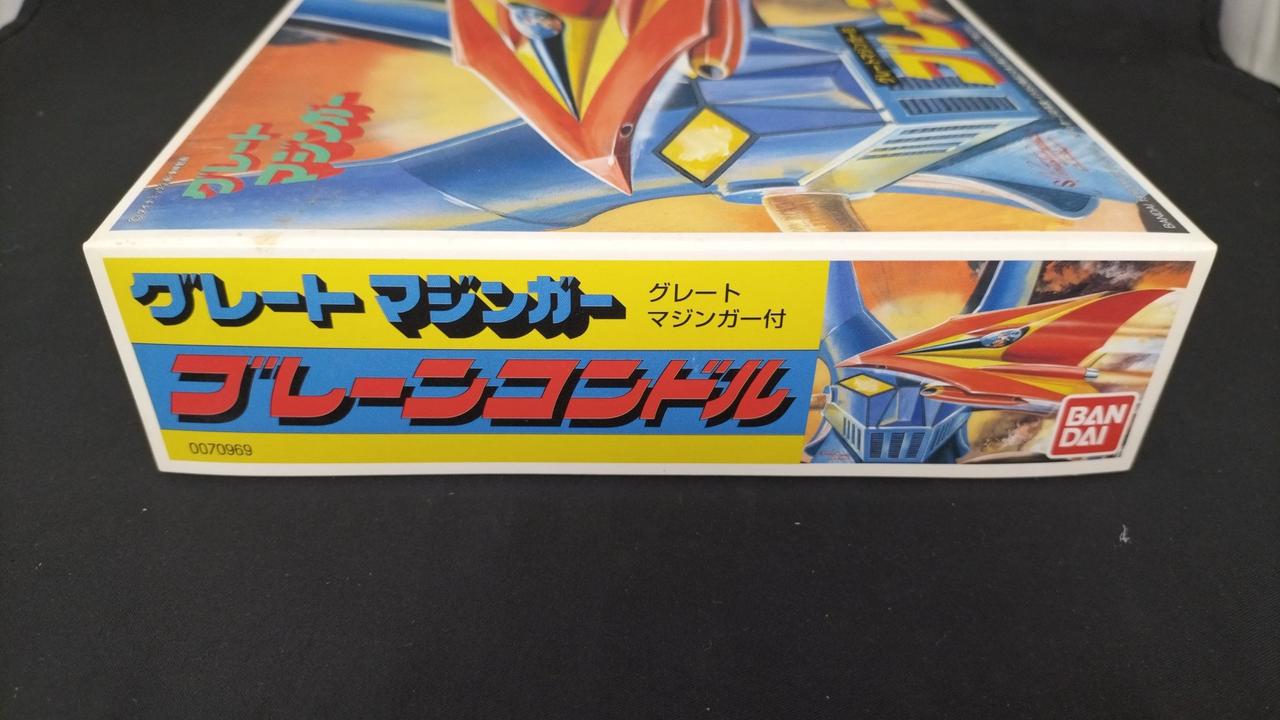 グレート
マジンガー
グレート マジンガー
グレート
マジンガー付
ブレーンコンドル
0070969
BAN
DAI
BANDAI